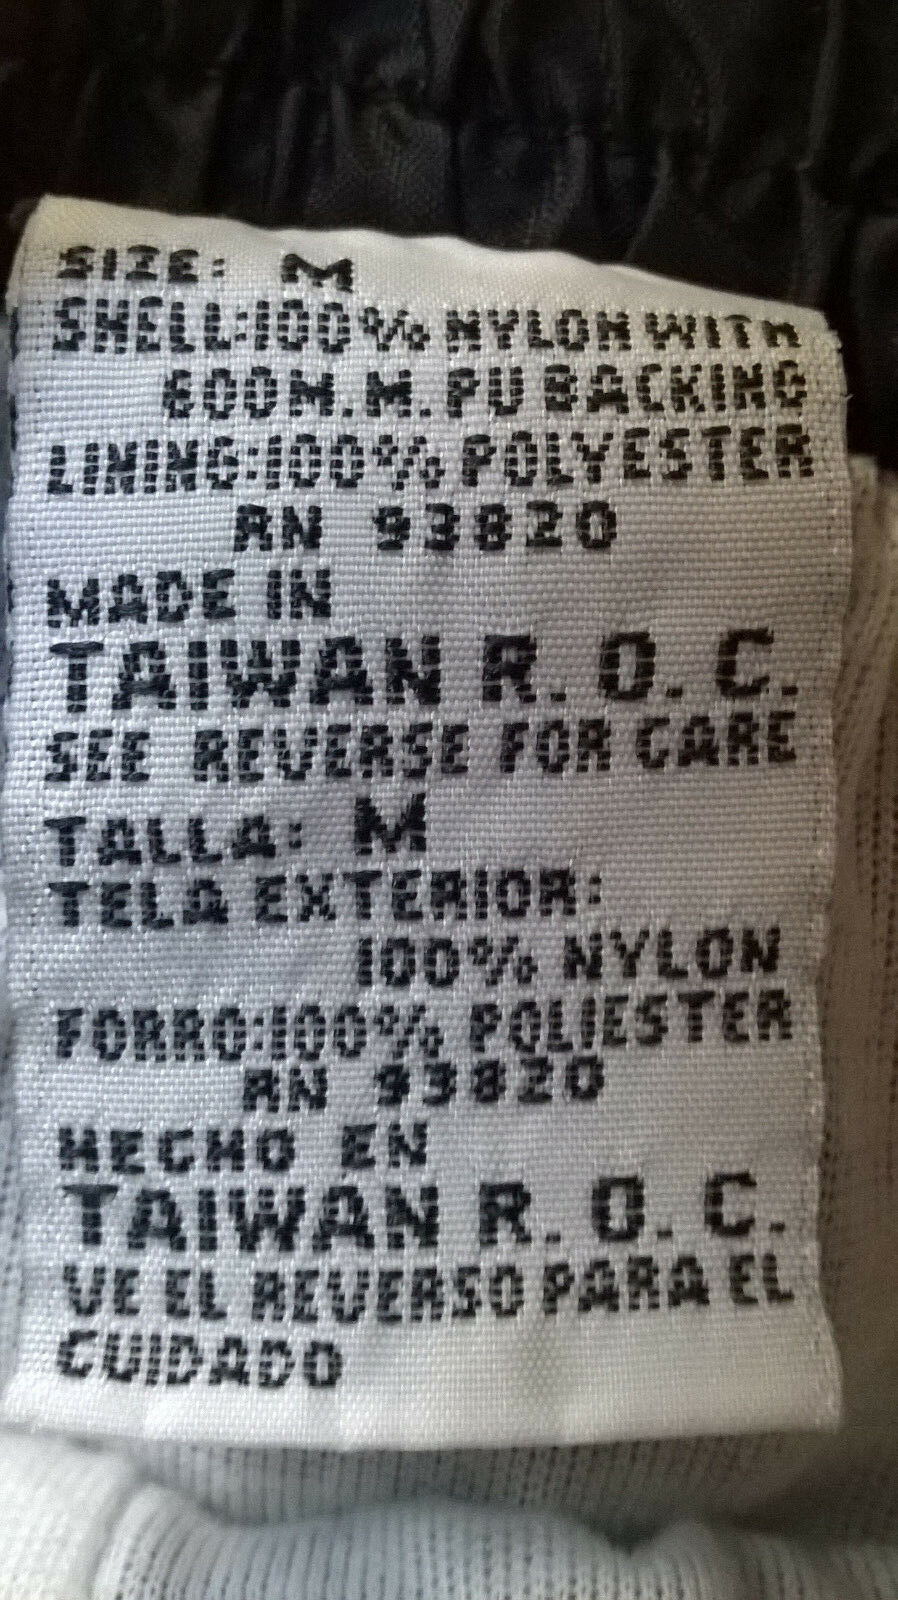 SIZE: M
SHELL:100% NYLON WITH
600M.M. PU BACKING
LINING:100% POLYESTER
RN 93820
MADE IN
TAIWAN R.O.C.
SEE REVERSE FOR CARE
TALLA: M
TELA EXTERIOR:
100% NYLON
FORRO:100% POLIESTER
RN 93820
HECHO EN
TAIWAN R.O.C.
VE EL REVERSO PARA EL
CUIDADO